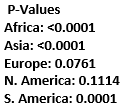 P-Values
Africa: <0.0001
Asia: <0.0001
Europe: 0.0761
N. America: 0.1114
S. America: 0.0001